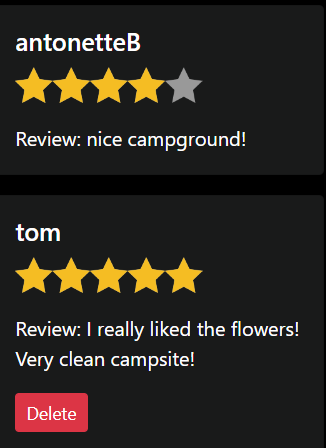 antonetteB
Review: nice campground!
tom
Review: I really liked the flowers!
Very clean campsite!
Delete